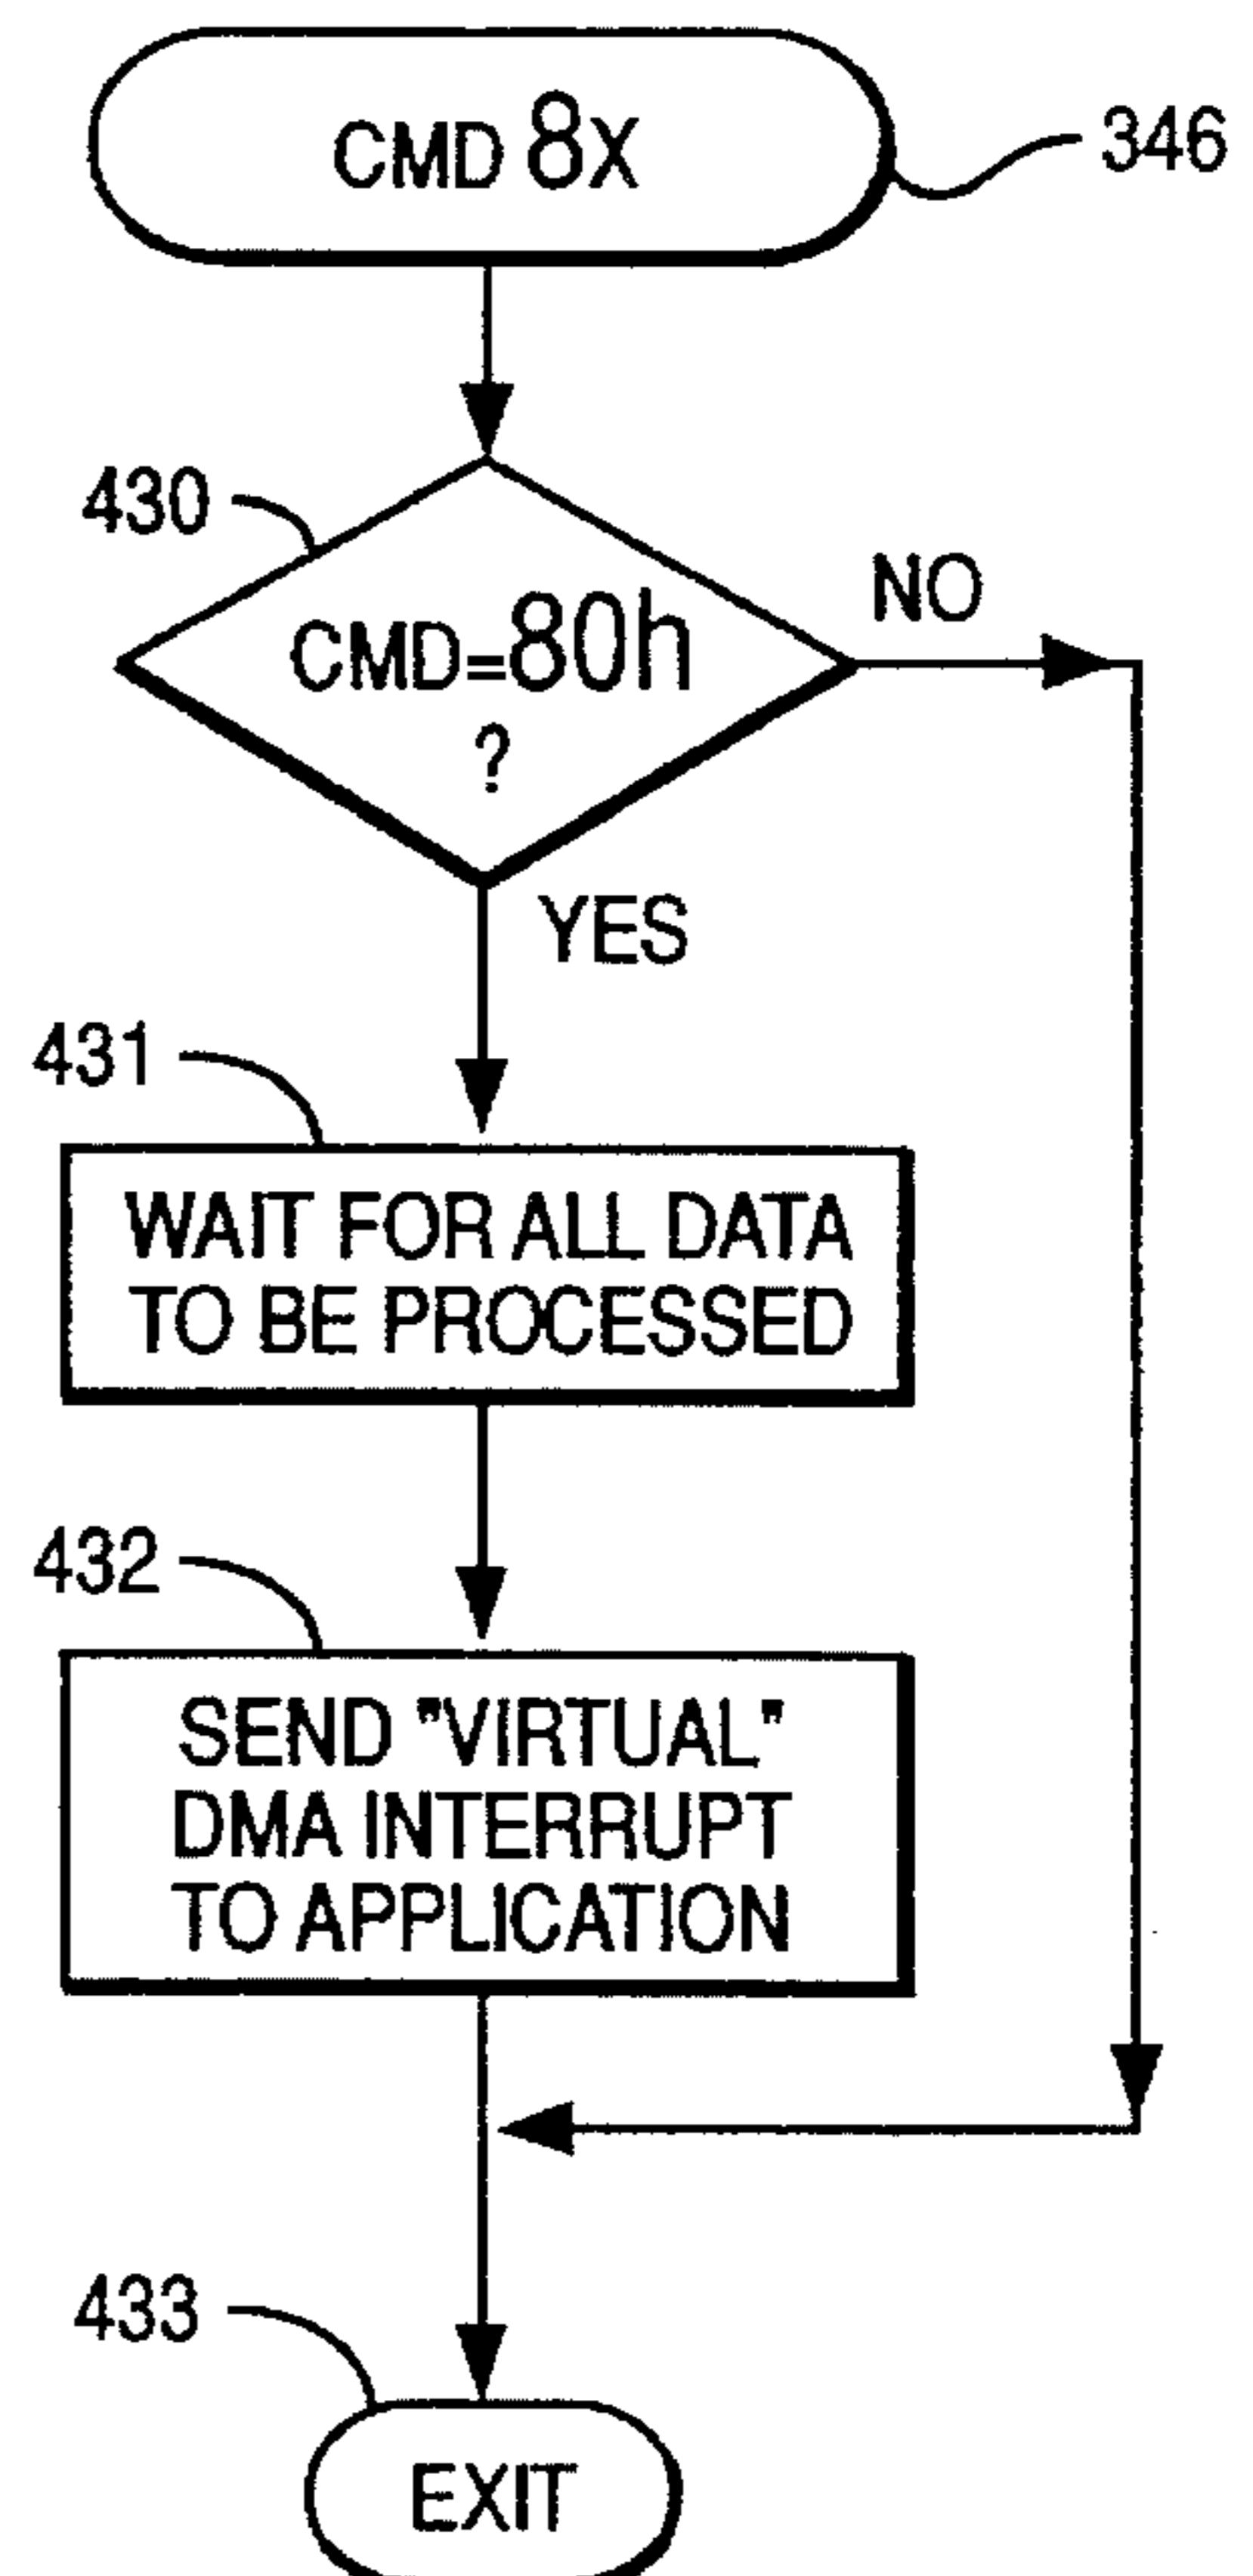 CMD 8X
346
430
CMD=80h
?
NO
YES
431
WAIT FOR ALL DATA
TO BE PROCESSED
432
SEND "VIRTUAL"
DMA INTERRUPT
TO APPLICATION
433
EXIT